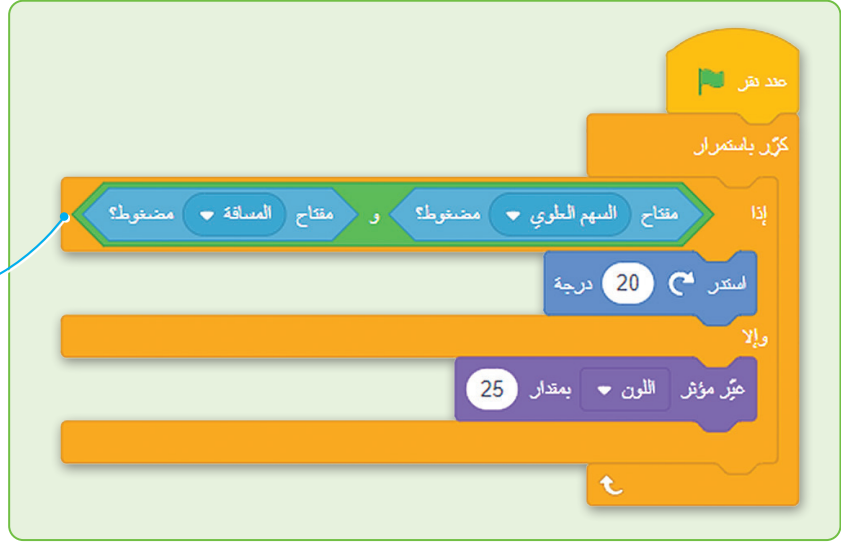 عند نقر
كرّر باستمرار
إذا مفتاح السهم العلوي مضغوط؟ و مفتاح المسافة مضغوط؟
استدر 20 درجة
وإلا
غيّر مؤثر اللون بمقدار 25